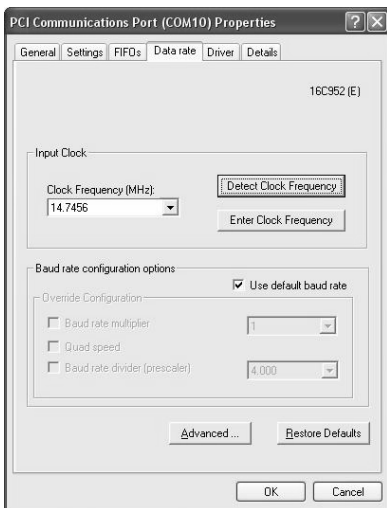 PCI Communications Port (COM10) Properties
General Settings FIFOs Data rate Driver Details
16C952 (E)
Input Clock
Clock Frequency (MHz):
14.7456
Detect Clock Frequency
Enter Clock Frequency
Baud rate configuration options
Use default baud rate
Override Configuration
Baud rate multiplier
1
Quad speed
Baud rate divider (prescaler)
4.000
Advanced ...
Restore Defaults
OK
Cancel